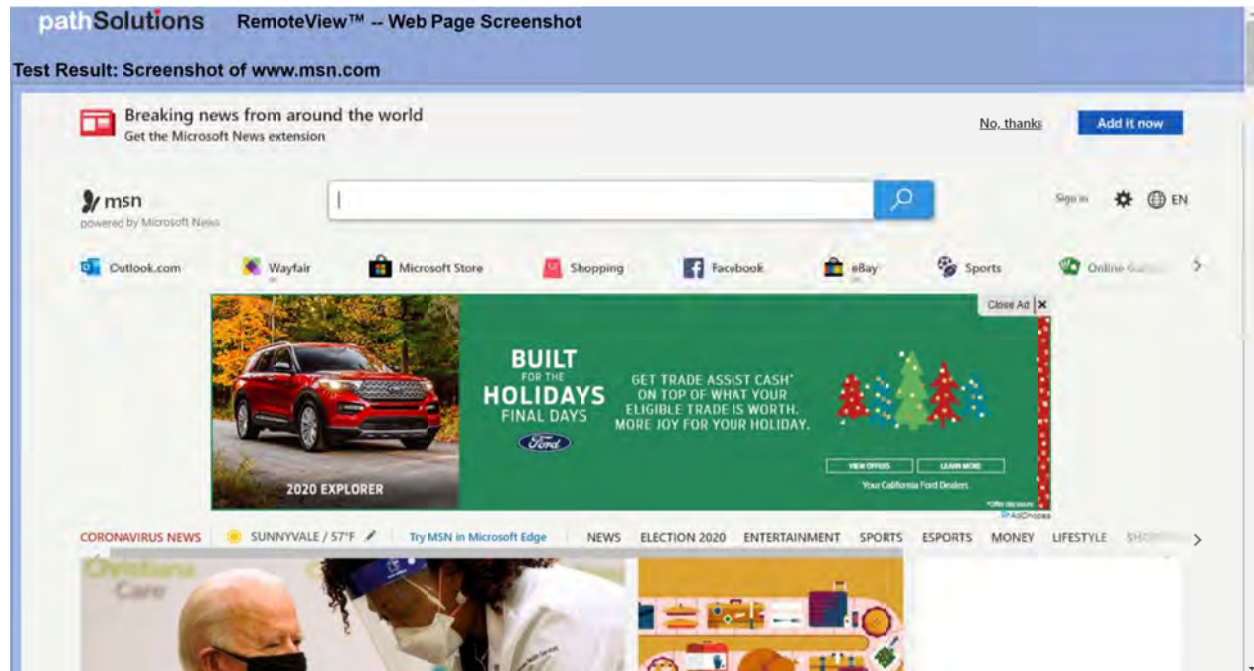 pathSolutions RemoteView™ -- Web Page Screenshot
Test Result: Screenshot of www.msn.com
Breaking news from around the world
Get the Microsoft News extension
No, thanks
Add it now
msn
powered by Microsoft News
Sign in
EN
Outlook.com
Wayfair
Microsoft Store
Shopping
Facebook
eBay
Sports
Online
Close Ad X
BUILT
FOR THE
HOLIDAYS
FINAL DAYS
Ford
GET TRADE ASSIST CASH*
ON TOP OF WHAT YOUR
ELIGIBLE TRADE IS WORTH.
MORE JOY FOR YOUR HOLIDAY.
VIEW OFFERS
LEARN MORE
Your California Ford Dealers
*Offer disclosure
AdChoices
2020 EXPLORER
CORONAVIRUS NEWS
SUNNYVALE / 57°F
Try MSN in Microsoft Edge
NEWS
ELECTION 2020
ENTERTAINMENT
SPORTS
ESPORTS
MONEY
LIFESTYLE
Christiana
Care